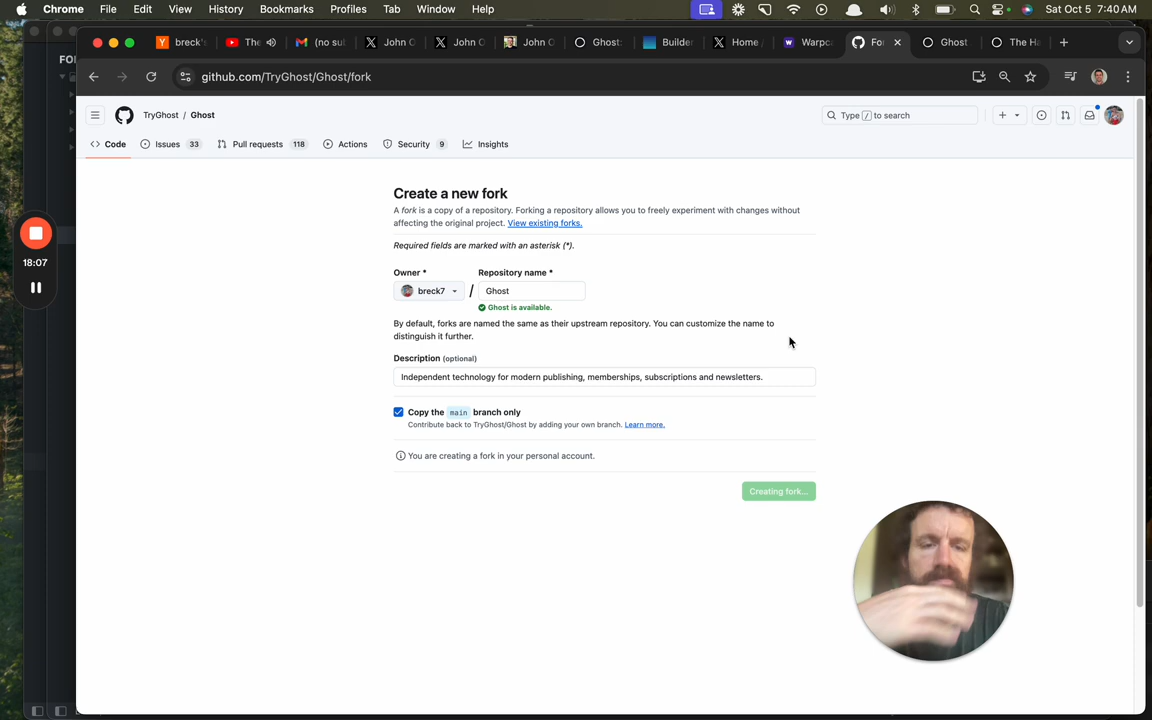 Chrome File Edit View History Bookmarks Profiles Tab Window Help Sat Oct 5 7:40 AM
FO
breck's The (no su John O John O John O Ghost: Builder Home / Warpca For Ghost The Ha
github.com/TryGhost/Ghost/fork
TryGhost / Ghost Type / to search
Code Issues 33 Pull requests 118 Actions Security 9 Insights
Create a new fork
A fork is a copy of a repository. Forking a repository allows you to freely experiment with changes without
affecting the original project. View existing forks.
Required fields are marked with an asterisk (*).
18:07
Owner * Repository name *
breck7 / Ghost
Ghost is available.
By default, forks are named the same as their upstream repository. You can customize the name to
distinguish it further.
Description (optional)
Independent technology for modern publishing, memberships, subscriptions and newsletters.
Copy the main branch only
Contribute back to TryGhost/Ghost by adding your own branch. Learn more.
You are creating a fork in your personal account.
Creating fork...